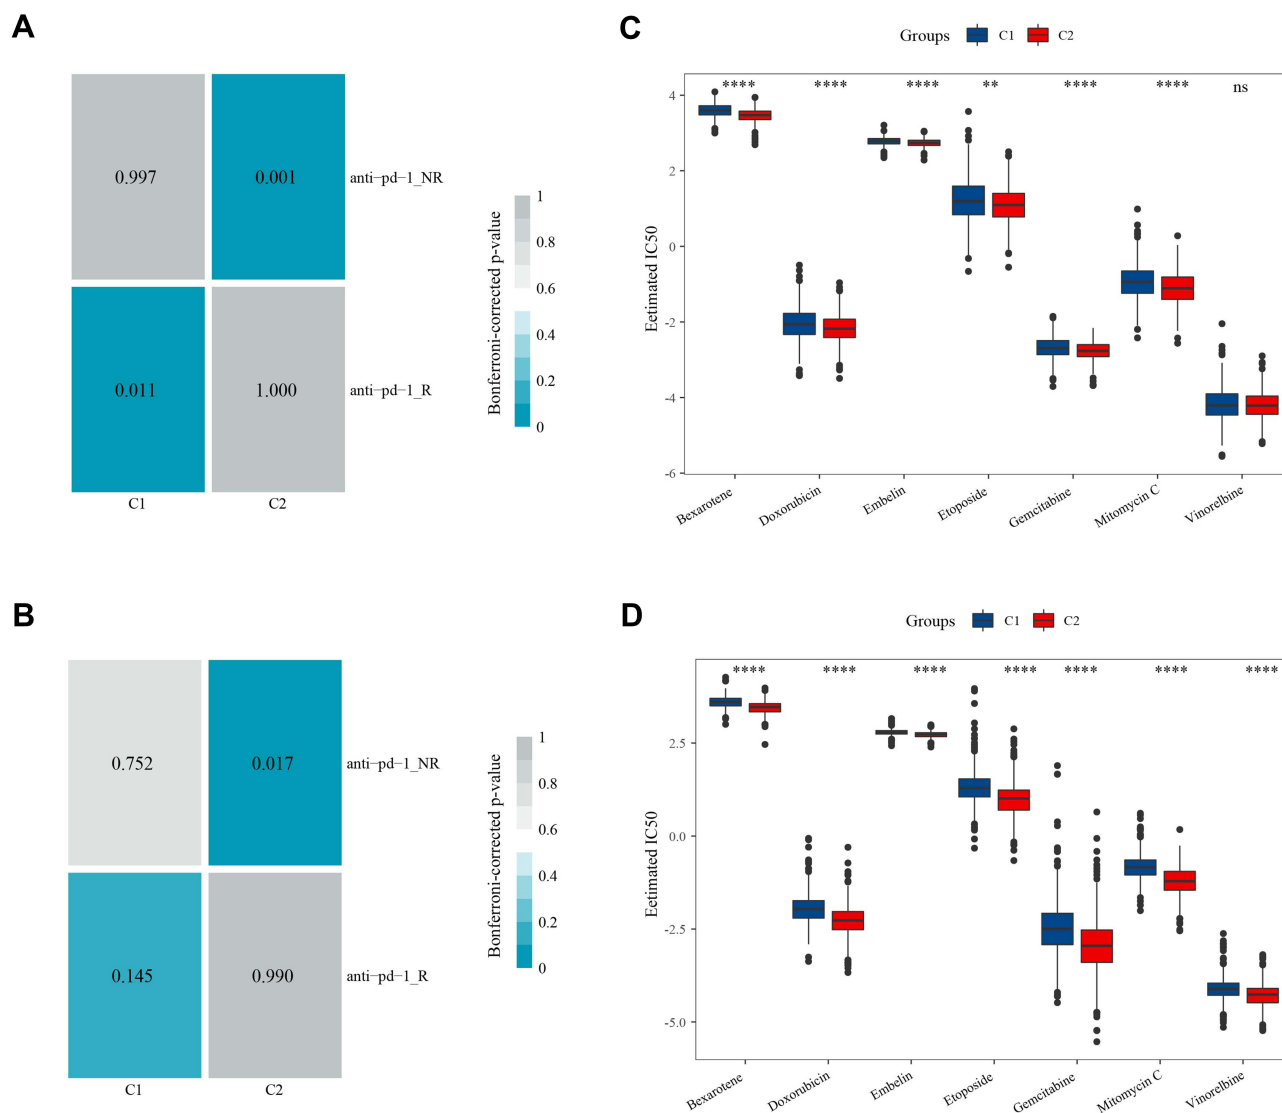 A
0.997
0.001
anti-pd-1_NR
0.011
1.000
anti-pd-1_R
C1
C2
Bonferroni-corrected p-value
1
0.8
0.6
0.4
0.2
0
C
Groups C1 C2
**** **** **** ** **** **** ns
Eetimated IC50
4
2
0
-2
-4
-6
Bexarotene
Doxorubicin
Embelin
Etoposide
Gemcitabine
Mitomycin C
Vinorelbine
B
0.752
0.017
anti-pd-1_NR
0.145
0.990
anti-pd-1_R
C1
C2
Bonferroni-corrected p-value
1
0.8
0.6
0.4
0.2
0
D
Groups C1 C2
**** **** **** **** **** **** ****
Eetimated IC50
2.5
0.0
-2.5
-5.0
Bexarotene
Doxorubicin
Embelin
Etoposide
Gemcitabine
Mitomycin C
Vinorelbine